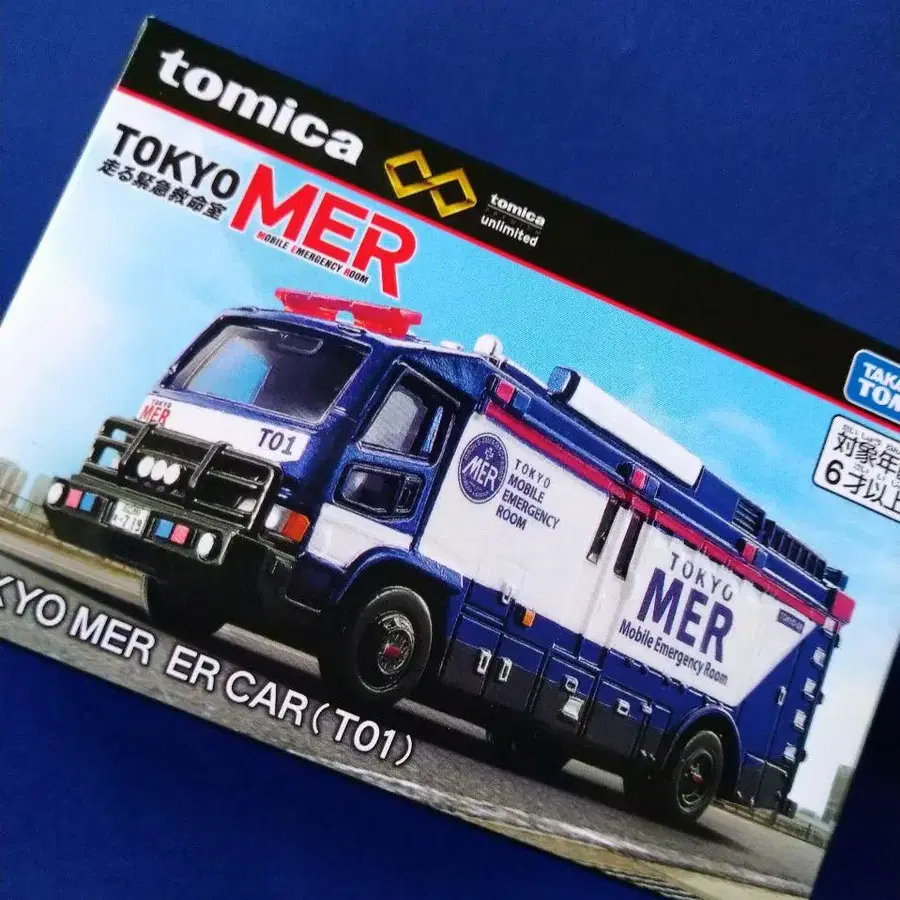 tomica
tomica
unlimited
TOKYO
MER
走る緊急救命室
MOBILE EMERGENCY ROOM
TAKA
TOM
対象年
6才以上
TOKYO
MER
T01
MER
TOKYO
MOBILE
EMERGENCY
ROOM
TOKYO
MER
Mobile Emergency Room
KYO MER ER CAR(T01)